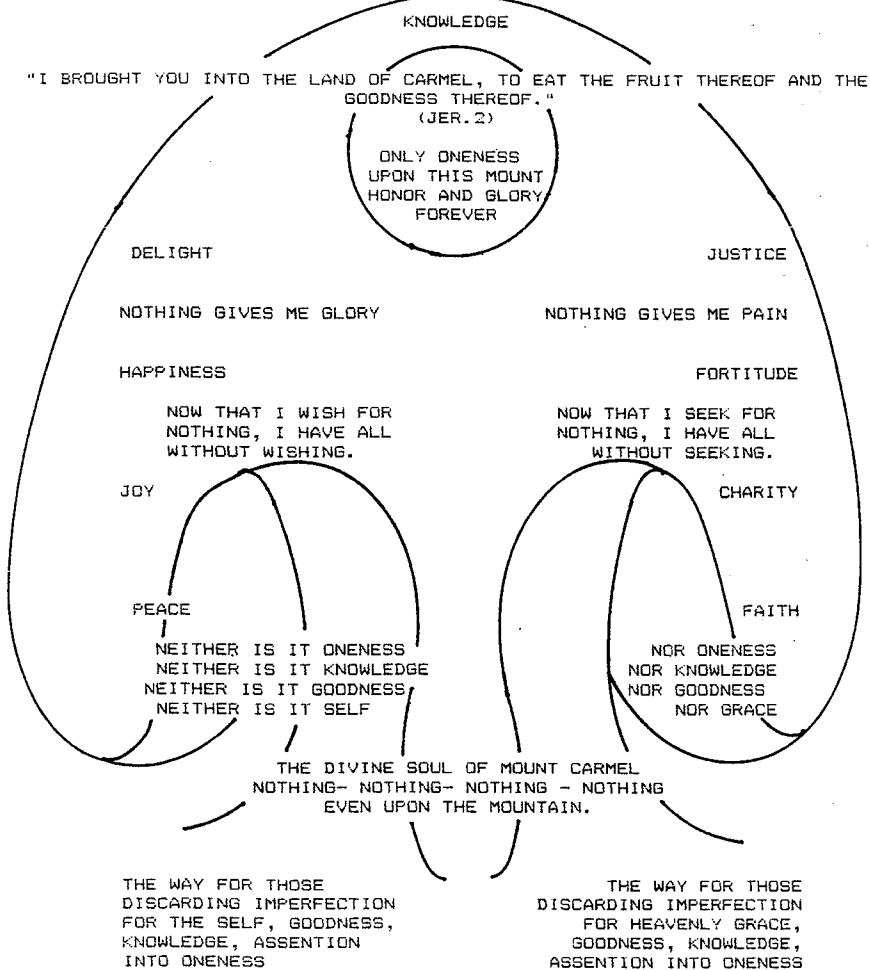 KNOWLEDGE
"I BROUGHT YOU INTO THE LAND OF CARMEL, TO EAT THE FRUIT THEREOF AND THE
GOODNESS THEREOF."
(JER.2)
ONLY ONENESS
UPON THIS MOUNT
HONOR AND GLORY
FOREVER
DELIGHT
JUSTICE
NOTHING GIVES ME GLORY
NOTHING GIVES ME PAIN
HAPPINESS
FORTITUDE
NOW THAT I WISH FOR
NOTHING, I HAVE ALL
WITHOUT WISHING.
NOW THAT I SEEK FOR
NOTHING, I HAVE ALL
WITHOUT SEEKING.
JOY
CHARITY
PEACE
FAITH
NEITHER IS IT ONENESS
NEITHER IS IT KNOWLEDGE
NEITHER IS IT GOODNESS
NEITHER IS IT SELF
NOR ONENESS
NOR KNOWLEDGE
NOR GOODNESS
NOR GRACE
THE DIVINE SOUL OF MOUNT CARMEL
NOTHING- NOTHING- NOTHING - NOTHING
EVEN UPON THE MOUNTAIN.
THE WAY FOR THOSE
DISCARDING IMPERFECTION
FOR THE SELF, GOODNESS,
KNOWLEDGE, ASSENTION
INTO ONENESS
THE WAY FOR THOSE
DISCARDING IMPERFECTION
FOR HEAVENLY GRACE,
GOODNESS, KNOWLEDGE,
ASSENTION INTO ONENESS